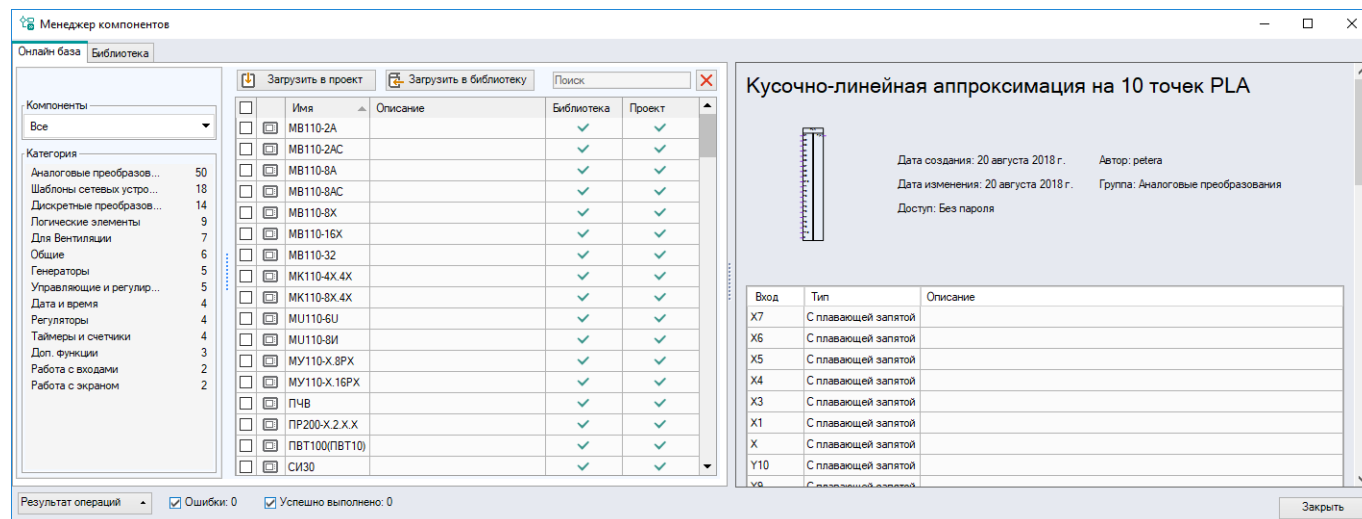 Менеджер компонентов
Онлайн база Библиотека
Компоненты
Все
Категория
Аналоговые преобразов... 50
Шаблоны сетевых устро... 18
Дискретные преобразов... 14
Логические элементы 9
Для Вентиляции 7
Общие 6
Генераторы 5
Управляющие и регулир... 5
Дата и время 4
Регуляторы 4
Таймеры и счетчики 4
Доп. функции 3
Работа с входами 2
Работа с экраном 2
Загрузить в проект Загрузить в библиотеку Поиск
Имя Описание Библиотека Проект
МВ110-2А
МВ110-2АС
МВ110-8А
МВ110-8АС
МВ110-8Х
МВ110-16Х
МВ110-32
МК110-4Х.4Х
МК110-8Х.4Х
MU110-6U
МU110-8И
МУ110-Х.8РХ
МУ110-Х.16РХ
ПЧВ
ПР200-Х.2.Х.Х
ПВТ100(ПВТ10)
СИ30
Кусочно-линейная аппроксимация на 10 точек PLA
Дата создания: 20 августа 2018 г. Автор: petera
Дата изменения: 20 августа 2018 г. Группа: Аналоговые преобразования
Доступ: Без пароля
Вход Тип Описание
X7 С плавающей запятой
X6 С плавающей запятой
X5 С плавающей запятой
X4 С плавающей запятой
X3 С плавающей запятой
X1 С плавающей запятой
X С плавающей запятой
Y10 С плавающей запятой
Y9 С плавающей запятой
Результат операций Ошибки: 0 Успешно выполнено: 0
Закрыть